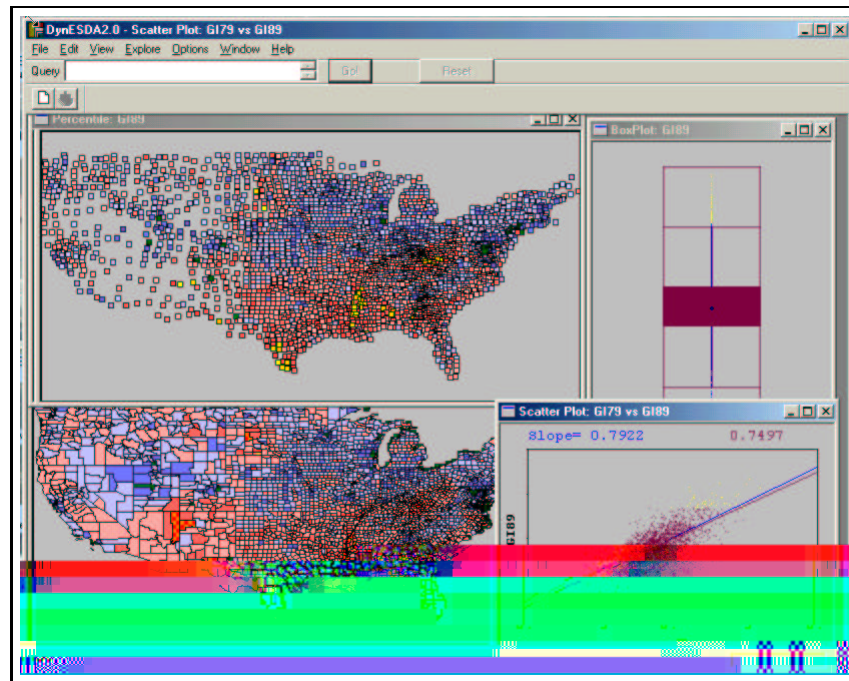 DynESDA2.0 - Scatter Plot: GI79 vs GI89
File Edit View Explore Options Window Help
Query Go! Reset
Percentile: GI89
BoxPlot: GI89
Scatter Plot: GI79 vs GI89
Slope= 0.7922 0.7497
GI89